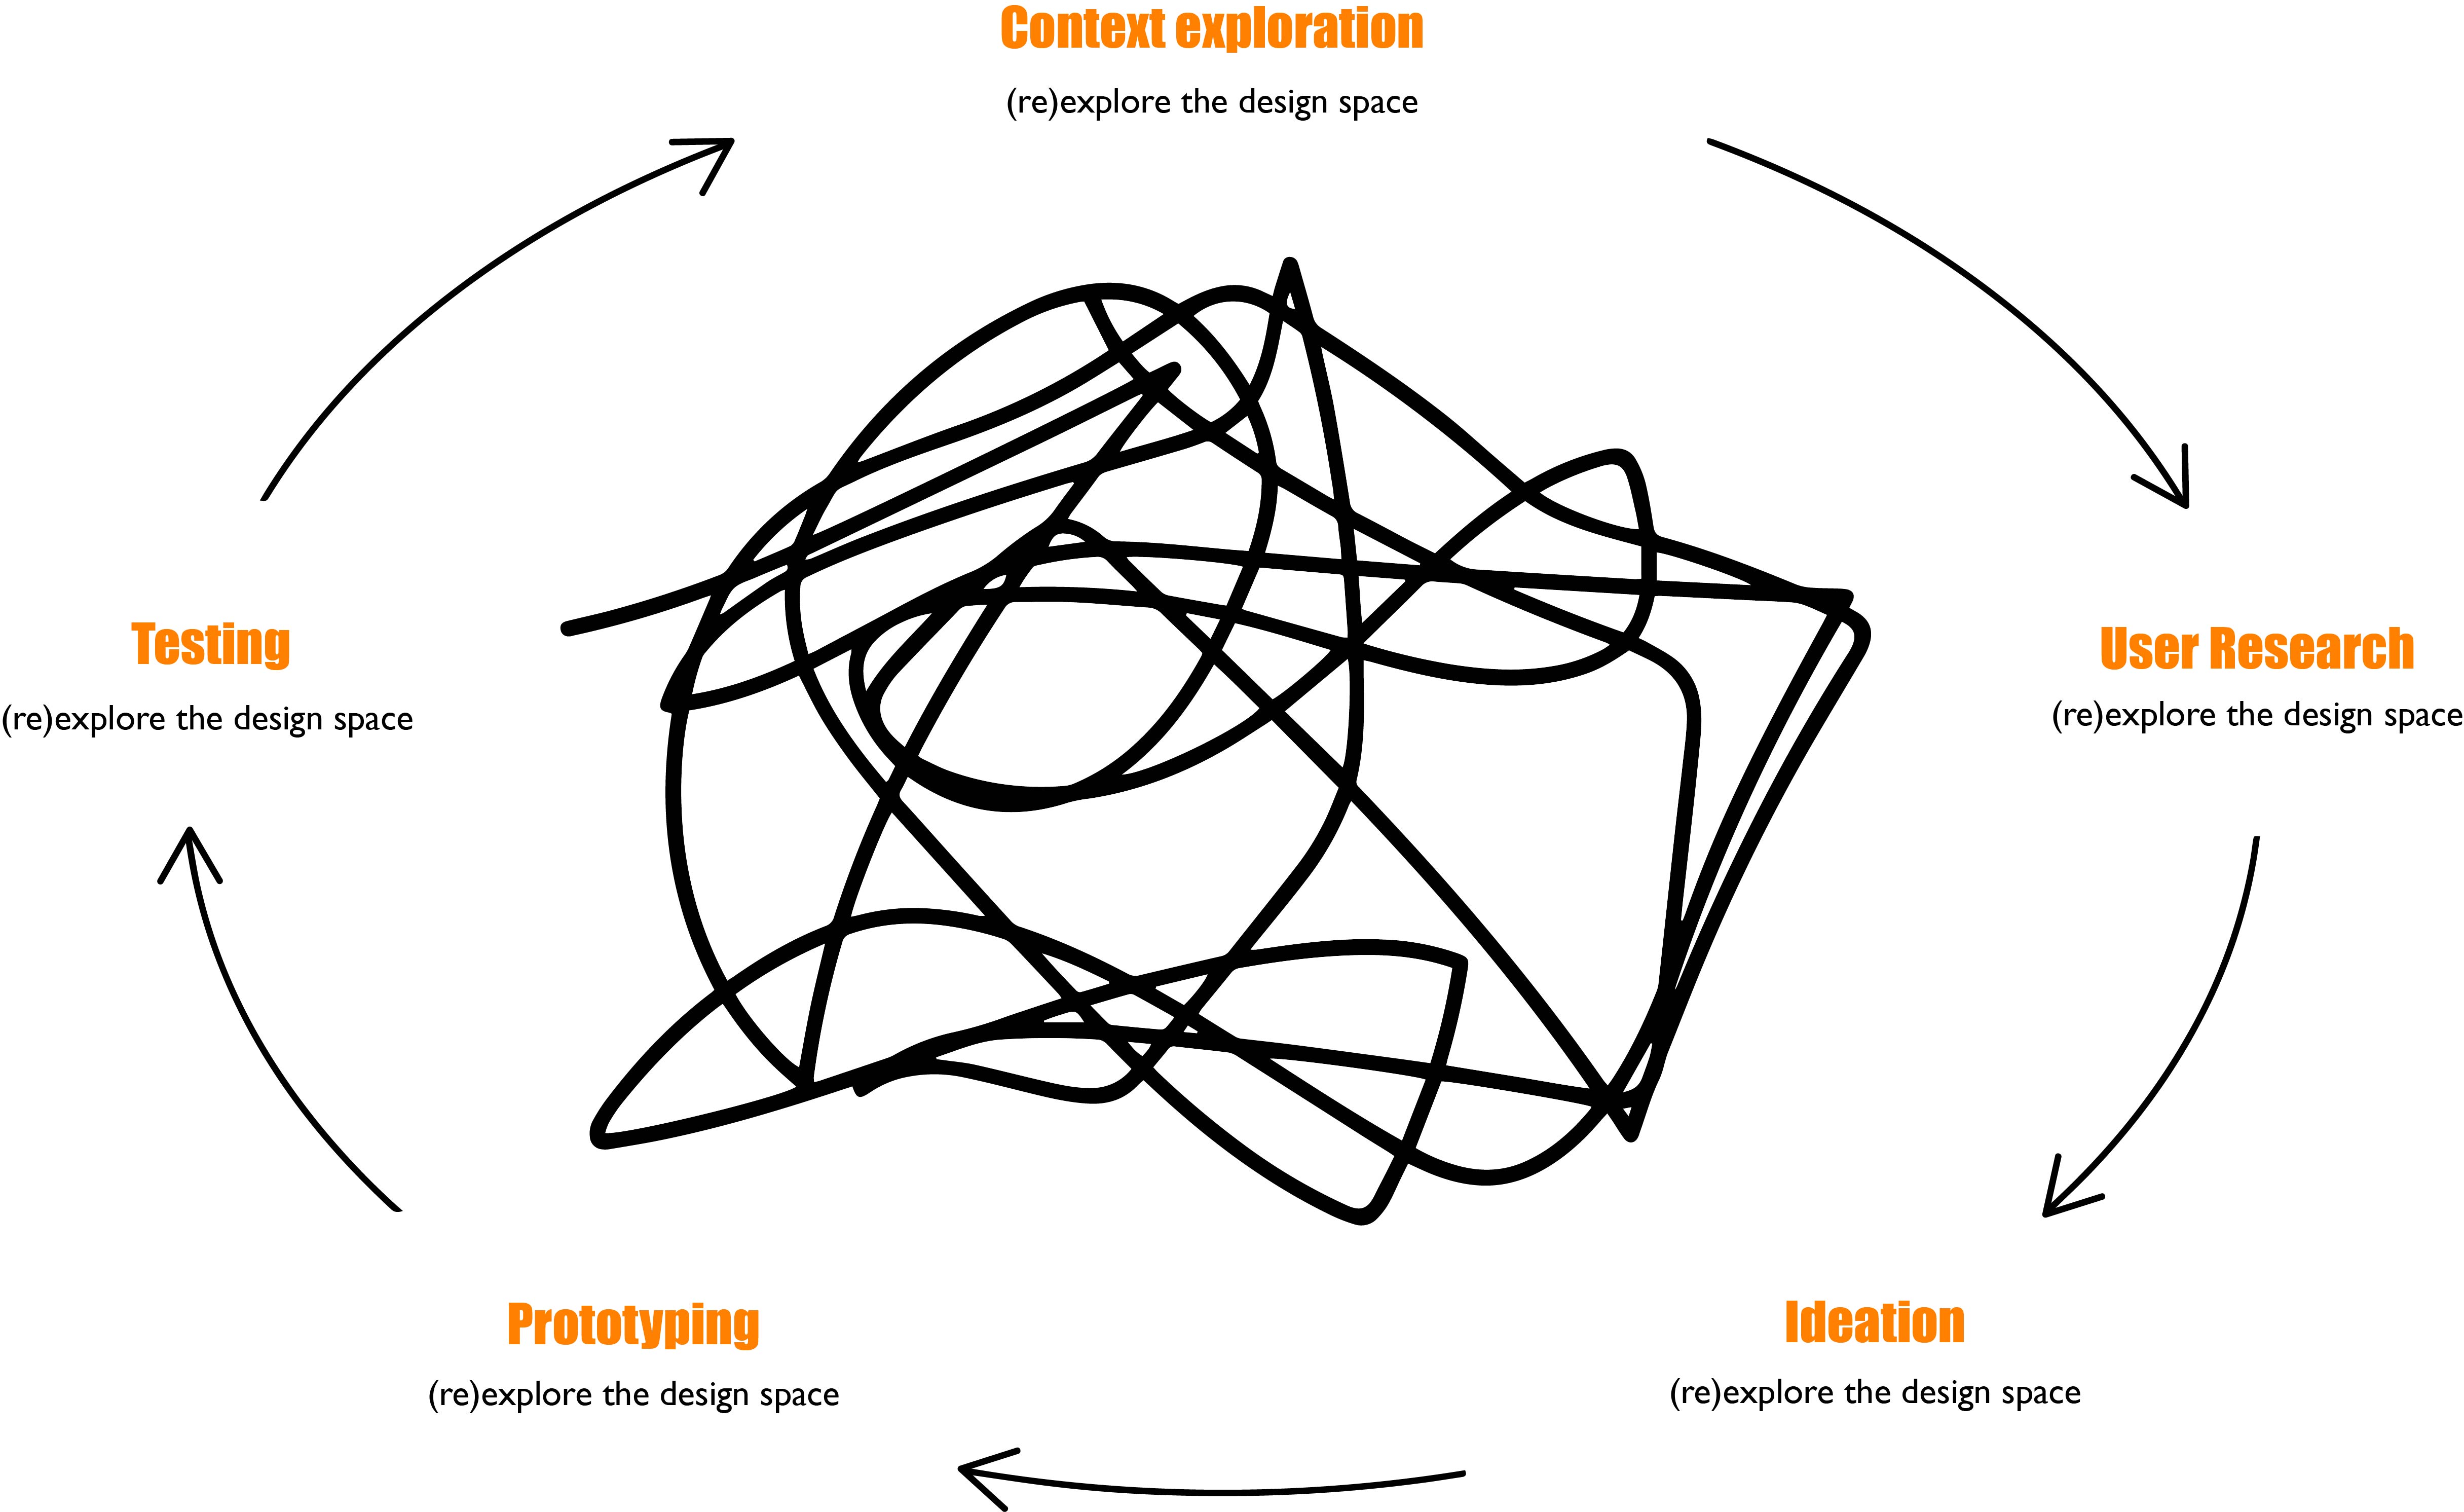 Context exploration
(re)explore the design space
User Research
(re)explore the design space
Ideation
(re)explore the design space
Prototyping
(re)explore the design space
Testing
(re)explore the design space